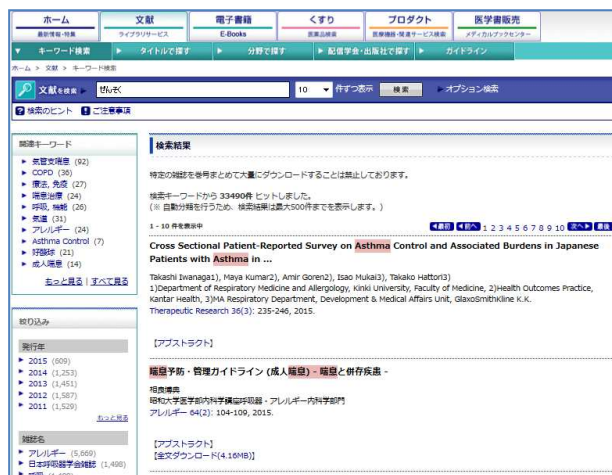 ホーム
最新情報・特集
文献
ライブラリサービス
電子書籍
E-Books
くすり
医薬品検索
プロダクト
医療機器・関連サービス検索
医学書販売
メディカルブックセンター
キーワード検索
タイトルで探す
分野で探す
配信学会・出版社で探す
ガイドライン
ホーム > 文献 > キーワード検索
文献を検索 ぜんそく 10 件ずつ表示 検索 オプション検索
検索のヒント ご注意事項
関連キーワード
気管支喘息 (92)
COPD (36)
療法, 免疫 (27)
喘息治療 (24)
呼吸, 機能 (26)
気道 (31)
アレルギー (24)
Asthma Control (7)
好酸球 (21)
成人喘息 (14)
もっと見る | すべて見る
絞り込み
発行年
2015 (609)
2014 (1,253)
2013 (1,451)
2012 (1,587)
2011 (1,529)
もっと見る
雑誌名
アレルギー (5,669)
日本呼吸器学会雑誌 (1,498)
検索結果
特定の雑誌を巻号まとめて大量にダウンロードすることは禁止しております。
検索キーワードから 33490件 ヒットしました。
(※ 自動分類を行うため、検索結果は最大500件までを表示します。)
1 - 10 件を表示中
最初 前へ 1 2 3 4 5 6 7 8 9 10 次へ 最後
Cross Sectional Patient-Reported Survey on Asthma Control and Associated Burdens in Japanese
Patients with Asthma in ...
Takashi Iwanaga1), Maya Kumar2), Amir Goren2), Isao Mukai3), Takako Hattori3)
1)Department of Respiratory Medicine and Allergology, Kinki University, Faculty of Medicine, 2)Health Outcomes Practice,
Kantar Health, 3)MA Respiratory Department, Development & Medical Affairs Unit, GlaxoSmithKline K.K.
Therapeutic Research 36(3): 235-246, 2015.
【アブストラクト】
喘息予防・管理ガイドライン (成人喘息) - 喘息と併存疾患 -
相良博典
昭和大学医学部内科学講座呼吸器・アレルギー内科学部門
アレルギー 64(2): 104-109, 2015.
【アブストラクト】
【全文ダウンロード(4.16MB)】